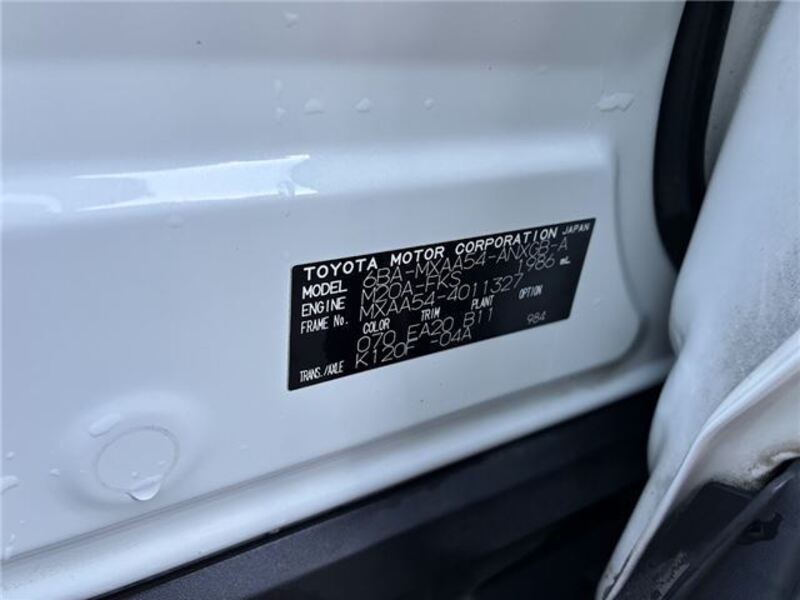 TOYOTA MOTOR CORPORATION JAPAN
MODEL 6BA-MXAA54-ANXGB-A
ENGINE M20A-FKS 1986 mL
FRAME No. MXAA54-4011327
COLOR TRIM PLANT OPTION
070 EA20 B11 984
TRANS./AXLE K120F -04A